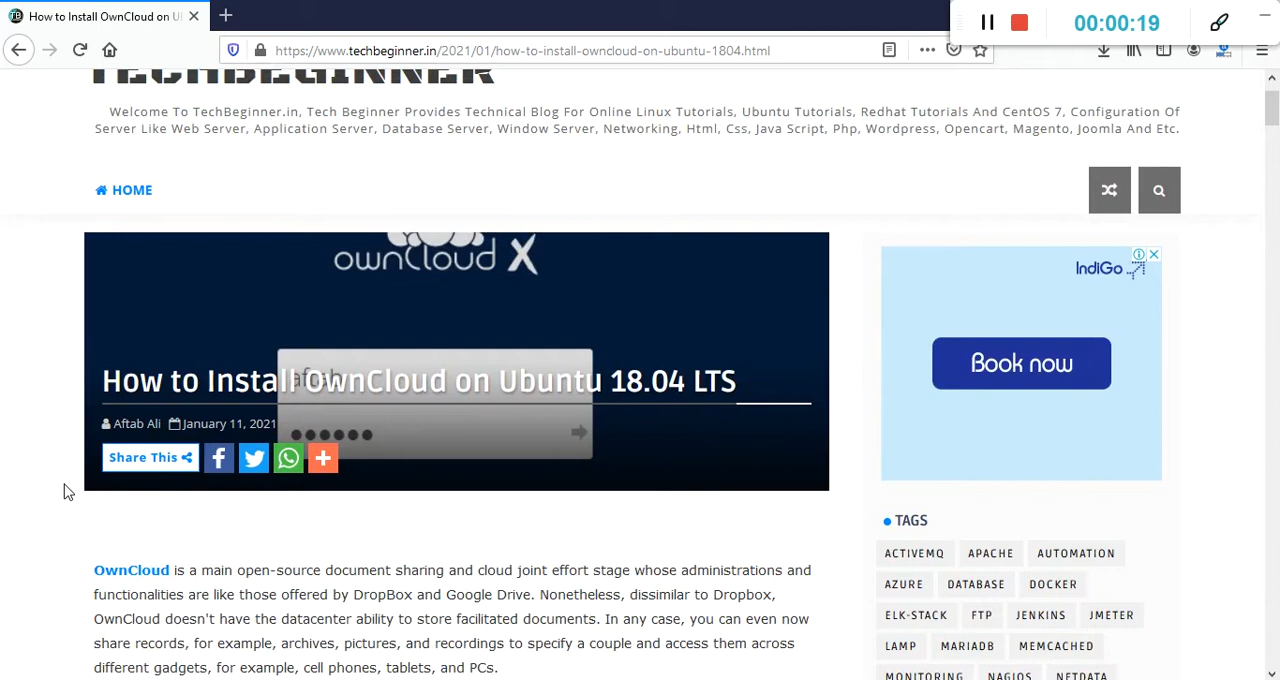 How to Install OwnCloud on U
00:00:19
https://www.techbeginner.in/2021/01/how-to-install-owncloud-on-ubuntu-1804.html
TECHBEGINNER
Welcome To TechBeginner.in, Tech Beginner Provides Technical Blog For Online Linux Tutorials, Ubuntu Tutorials, Redhat Tutorials And CentOS 7, Configuration Of
Server Like Web Server, Application Server, Database Server, Window Server, Networking, Html, Css, Java Script, Php, Wordpress, Opencart, Magento, Joomla And Etc.
HOME
ownCloud X
IndiGo
Book now
aftab
How to Install OwnCloud on Ubuntu 18.04 LTS
Aftab Ali January 11, 2021
Share This
TAGS
ACTIVEMQ APACHE AUTOMATION
AZURE DATABASE DOCKER
ELK-STACK FTP JENKINS JMETER
LAMP MARIADB MEMCACHED
MONITORING NAGIOS NETDATA
OwnCloud is a main open-source document sharing and cloud joint effort stage whose administrations and
functionalities are like those offered by DropBox and Google Drive. Nonetheless, dissimilar to Dropbox,
OwnCloud doesn't have the datacenter ability to store facilitated documents. In any case, you can even now
share records, for example, archives, pictures, and recordings to specify a couple and access them across
different gadgets, for example, cell phones, tablets, and PCs.